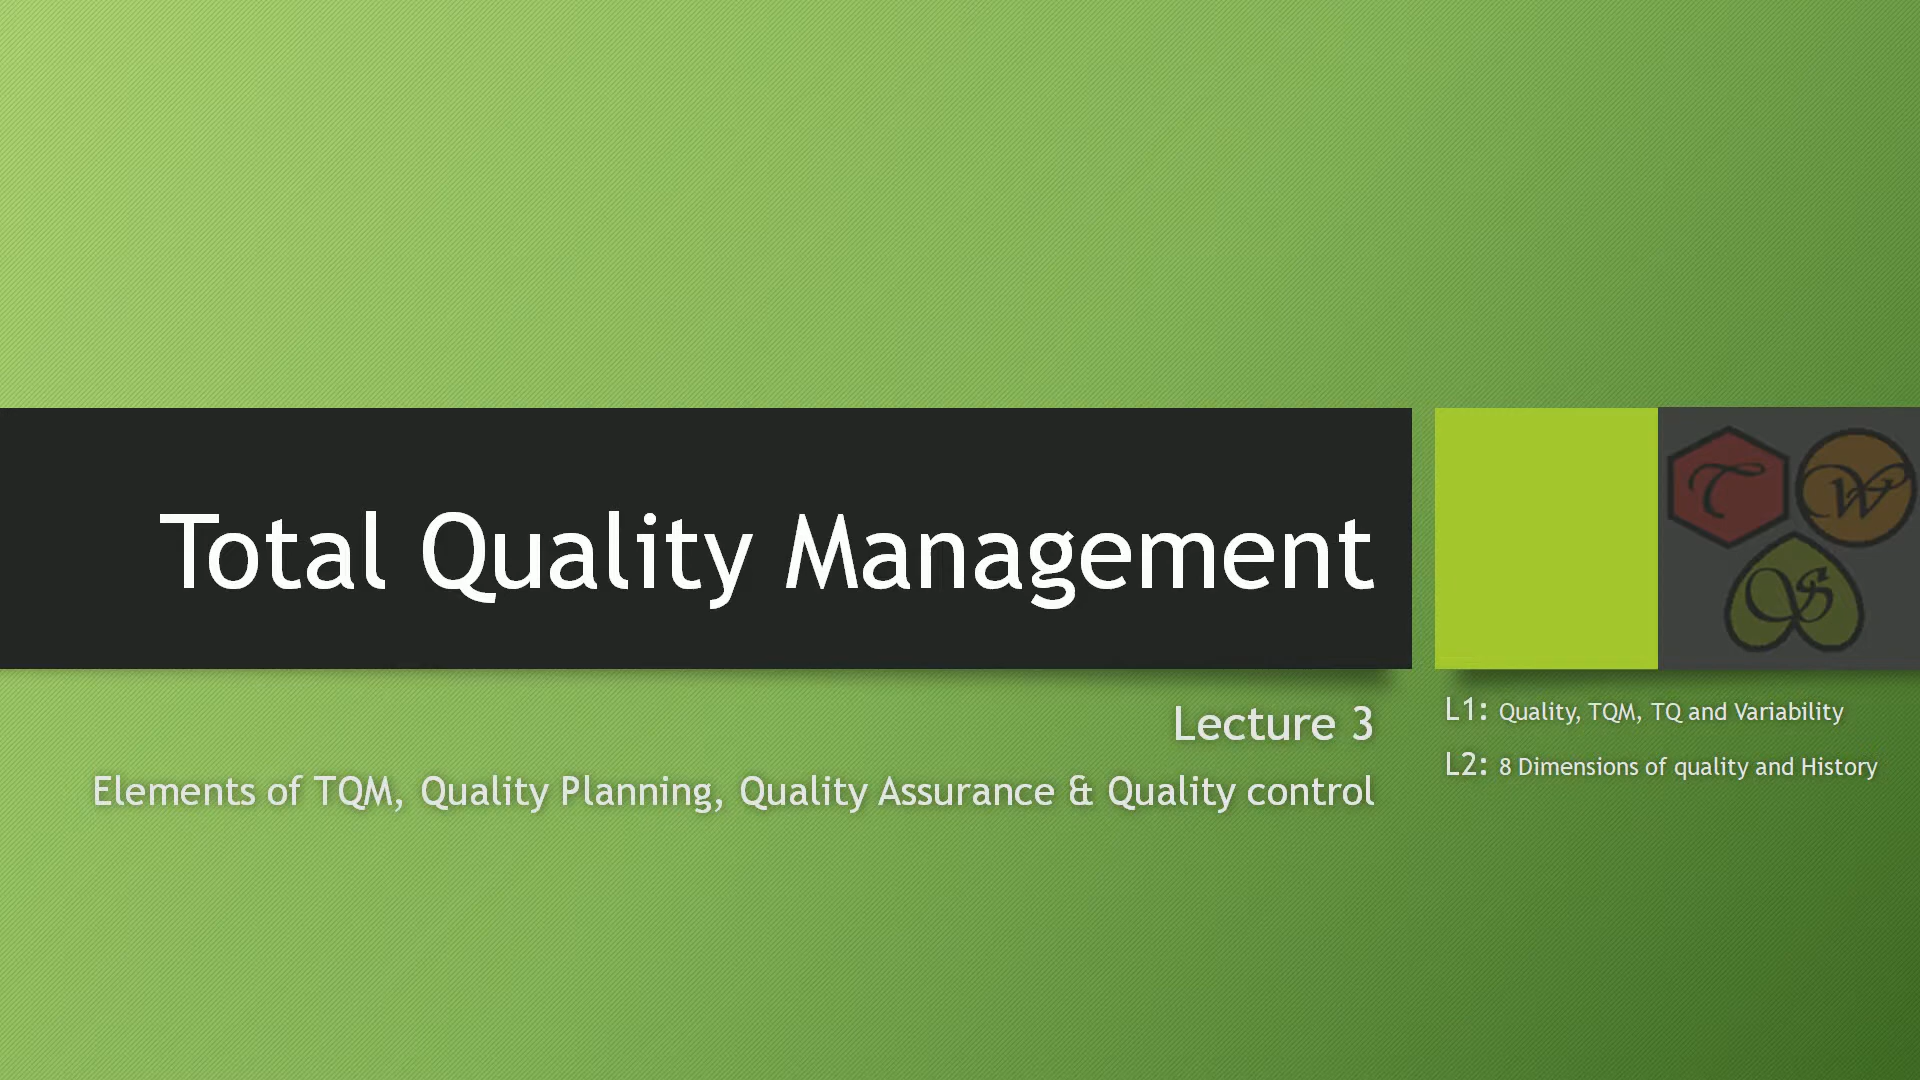 Total Quality Management
T W
S
Lecture 3
Elements of TQM, Quality Planning, Quality Assurance & Quality control
L1: Quality, TQM, TQ and Variability
L2: 8 Dimensions of quality and History